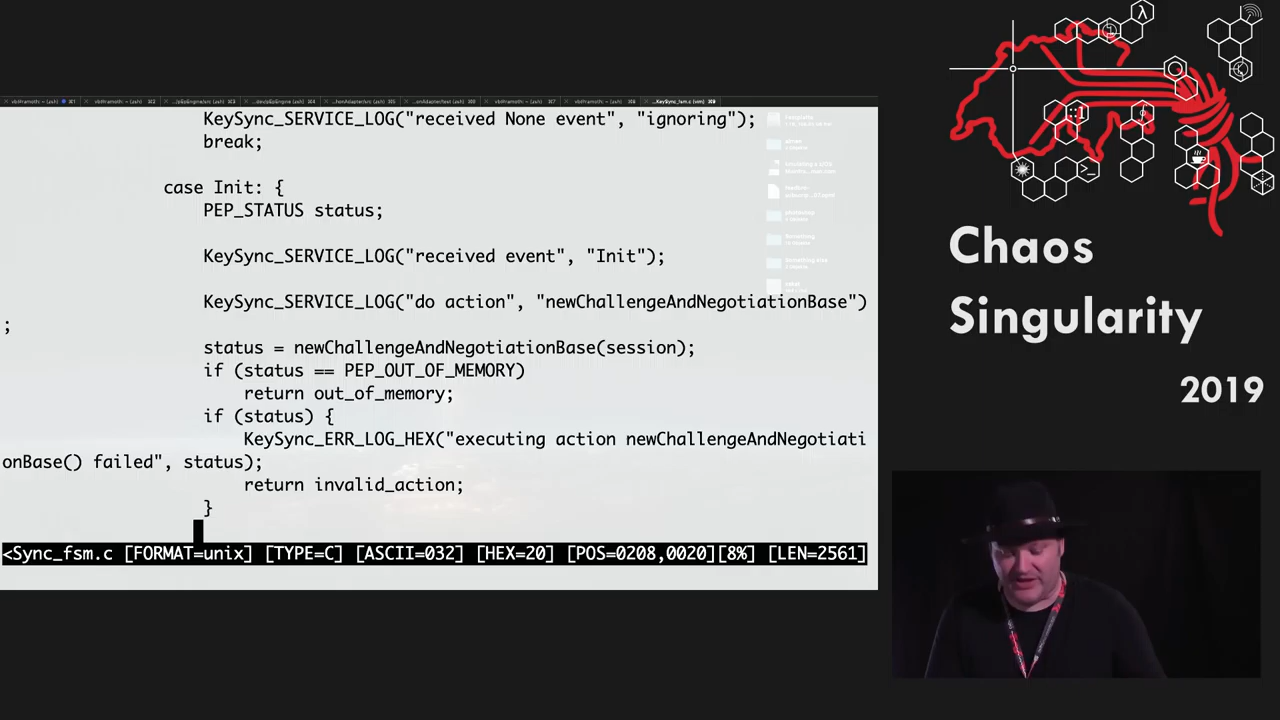 KeySync_SERVICE_LOG("received None event", "ignoring");
break;
case Init: {
PEP_STATUS status;
KeySync_SERVICE_LOG("received event", "Init");
KeySync_SERVICE_LOG("do action", "newChallengeAndNegotiationBase")
;
status = newChallengeAndNegotiationBase(session);
if (status == PEP_OUT_OF_MEMORY)
return out_of_memory;
if (status) {
KeySync_ERR_LOG_HEX("executing action newChallengeAndNegotiati
onBase() failed", status);
return invalid_action;
}
<Sync_fsm.c [FORMAT=unix] [TYPE=C] [ASCII=032] [HEX=20] [POS=0208,0020][8%] [LEN=2561]
Chaos
Singularity
2019